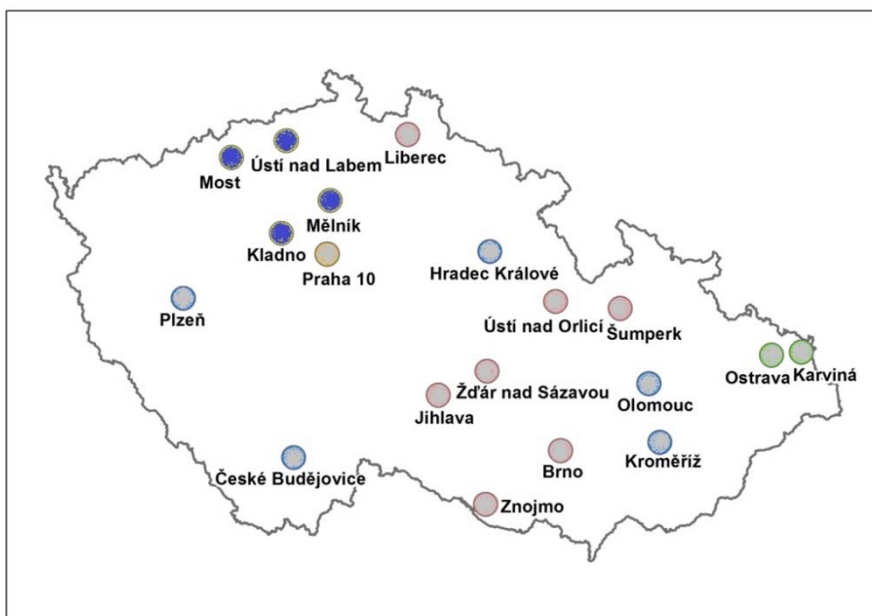 Liberec
Ústí nad Labem
Most
Mělník
Kladno
Praha 10
Hradec Králové
Plzeň
Ústí nad Orlicí
Šumperk
Ostrava
Karviná
Žďár nad Sázavou
Olomouc
Jihlava
Kroměříž
Brno
České Budějovice
Znojmo